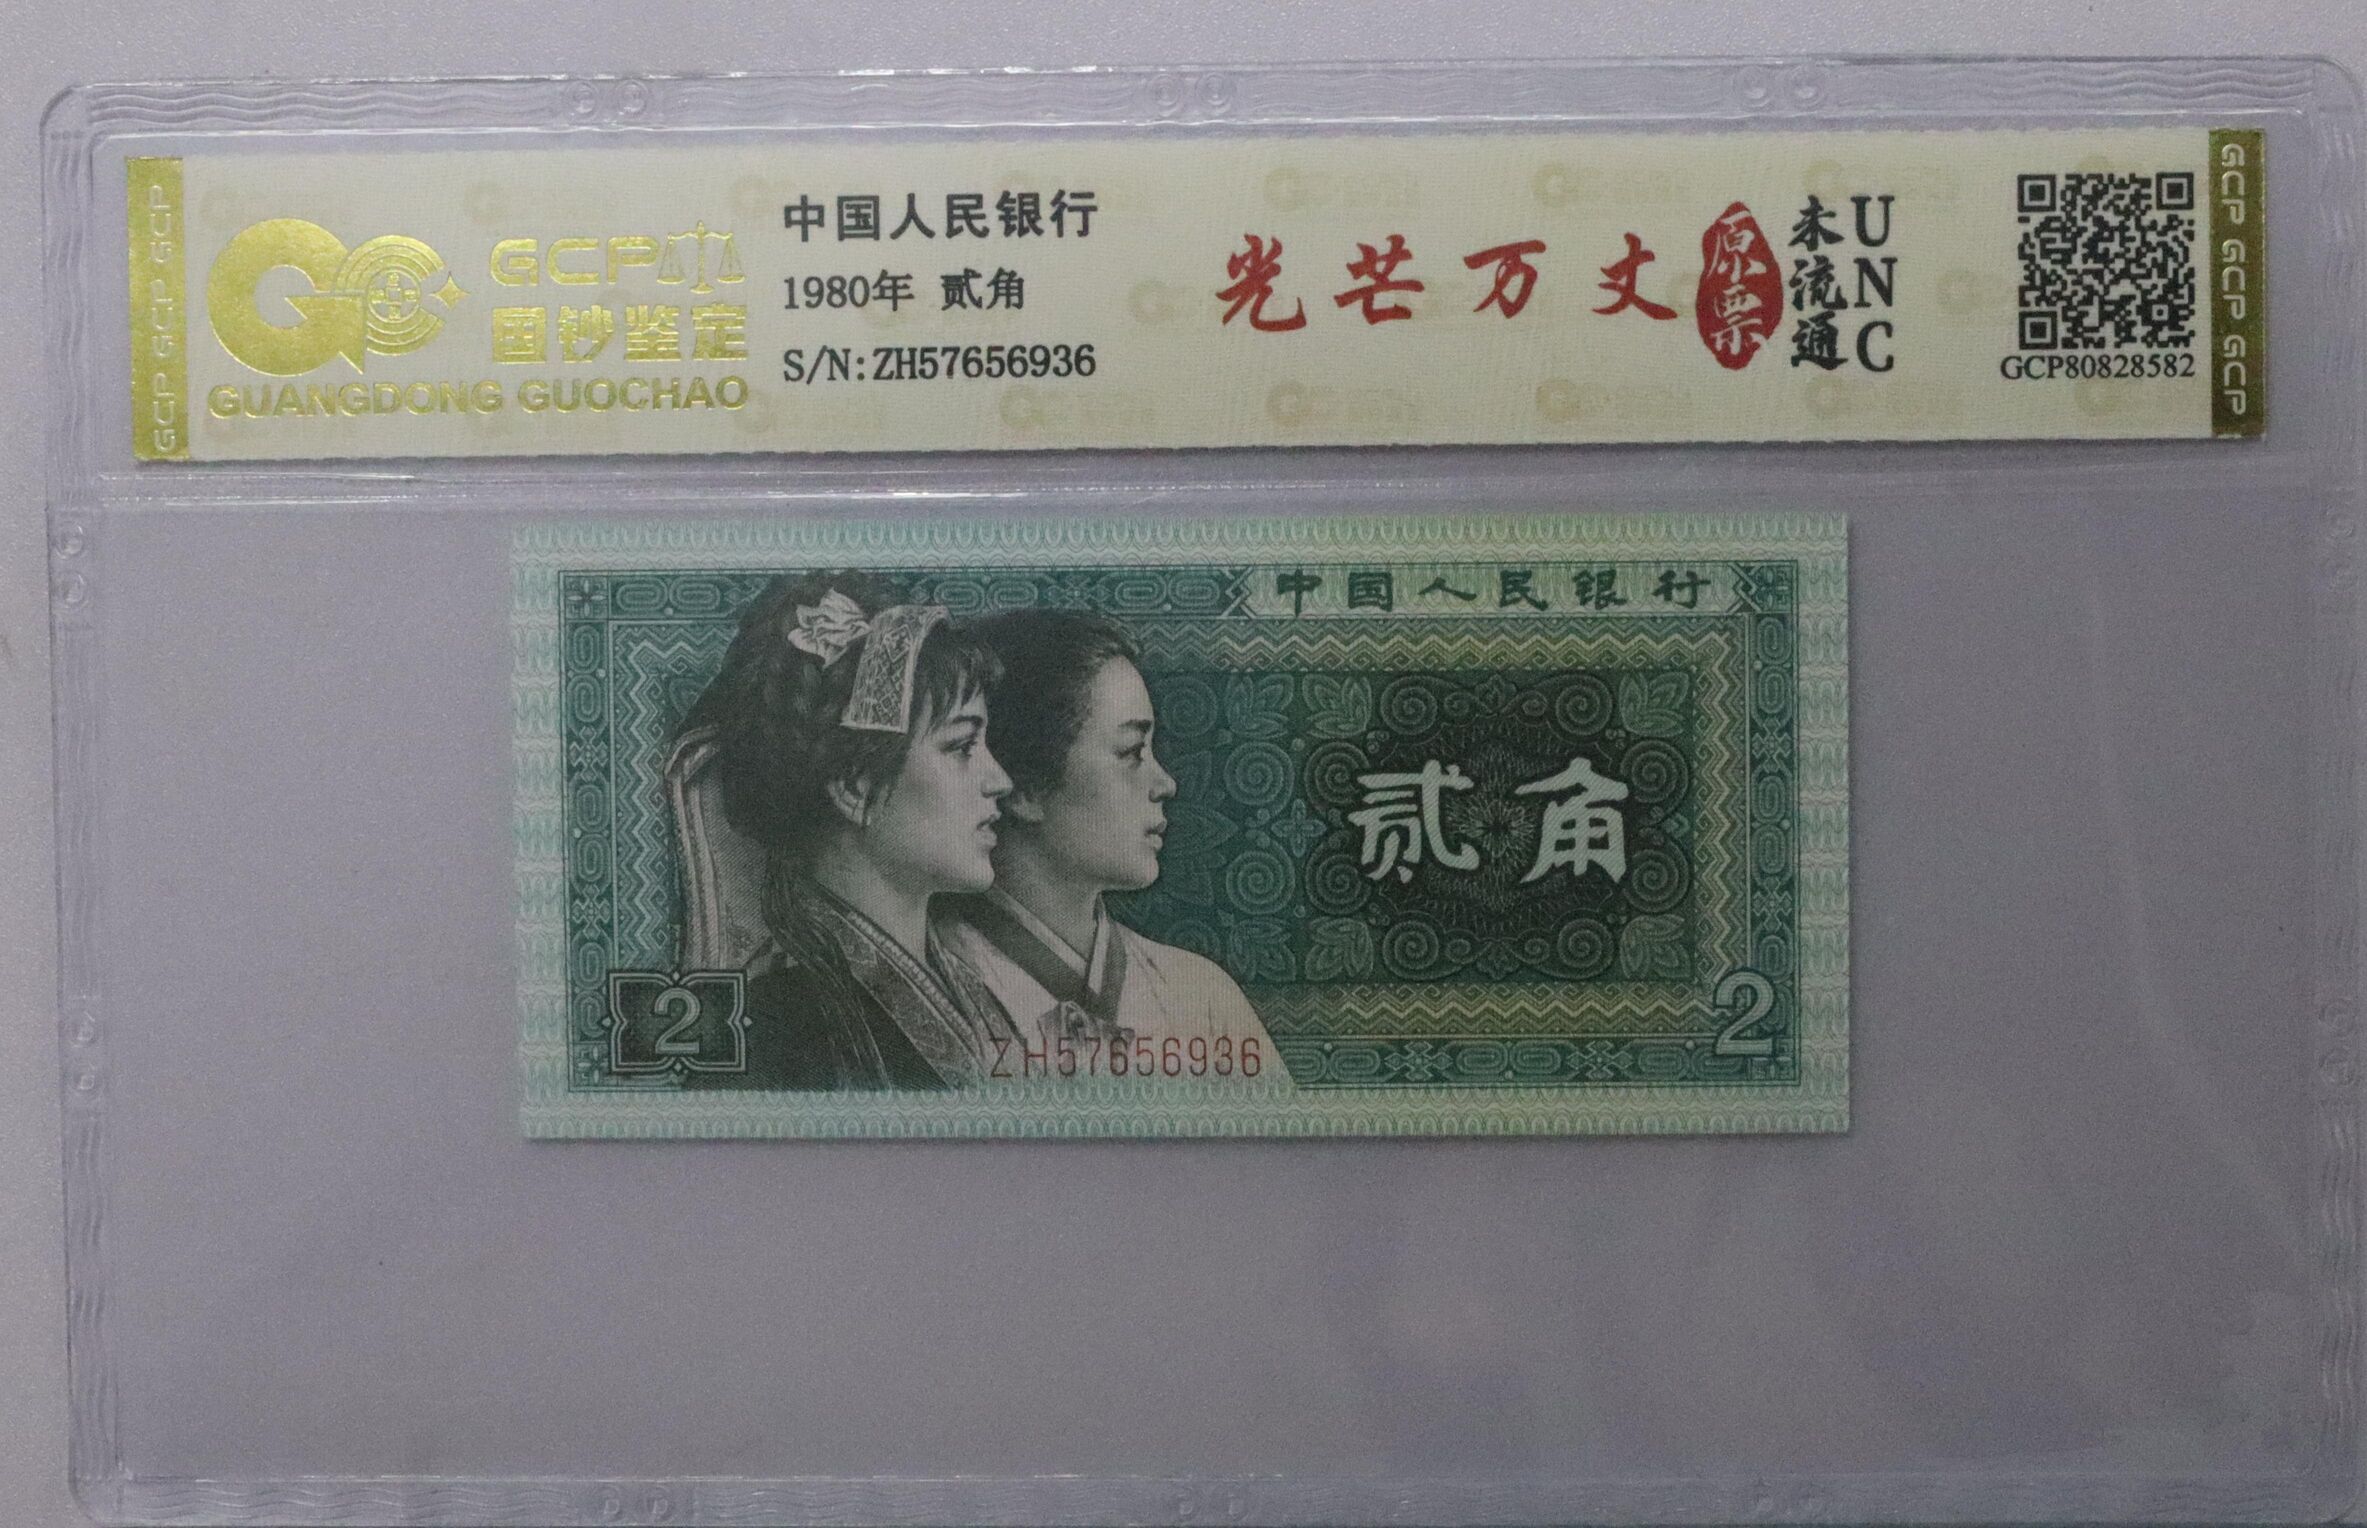 GCP GCP GCP
GCP
国钞鉴定
GUANGDONG GUOCHAO
中国人民银行
1980年 贰角
S/N:ZH57656936
光芒万丈
原票
未流通
UNC
GCP80828582
GCP GCP GCP
中国人民银行
贰角
2
2
ZH57656936